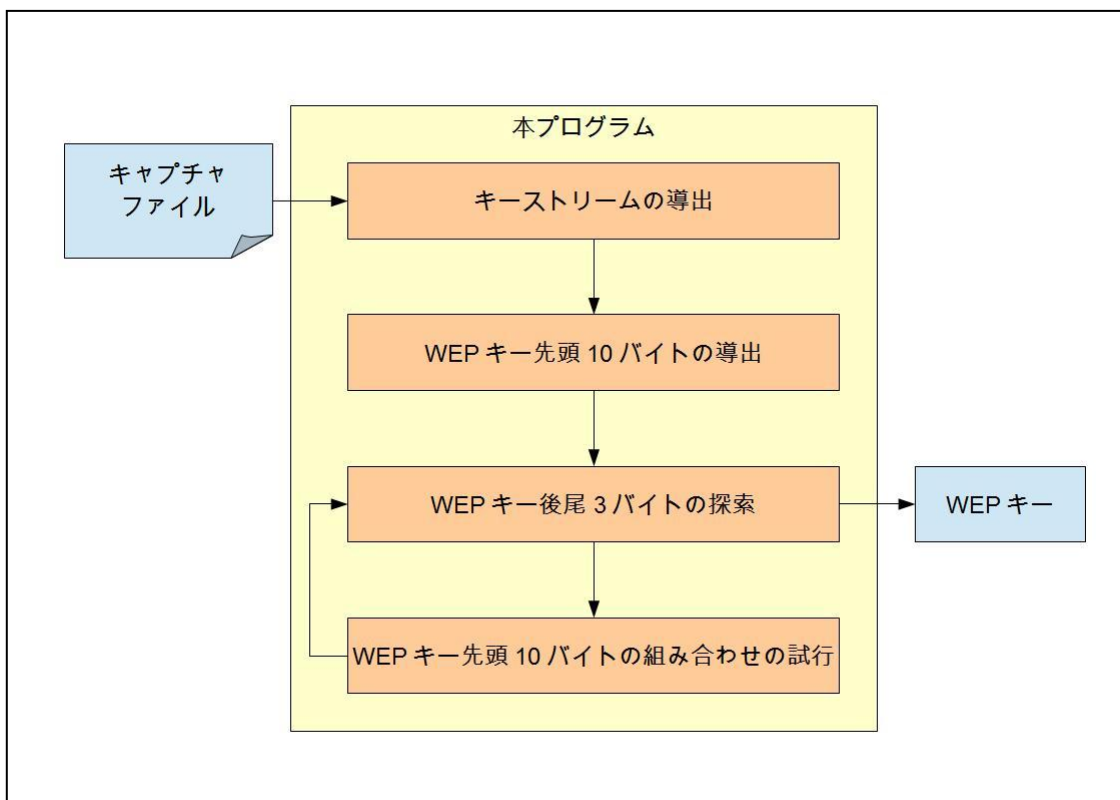 本プログラム
キャプチャ
ファイル
キーストリームの導出
WEP キー先頭 10 バイトの導出
WEP キー後尾 3 バイトの探索
WEP キー
WEP キー先頭 10 バイトの組み合わせの試行